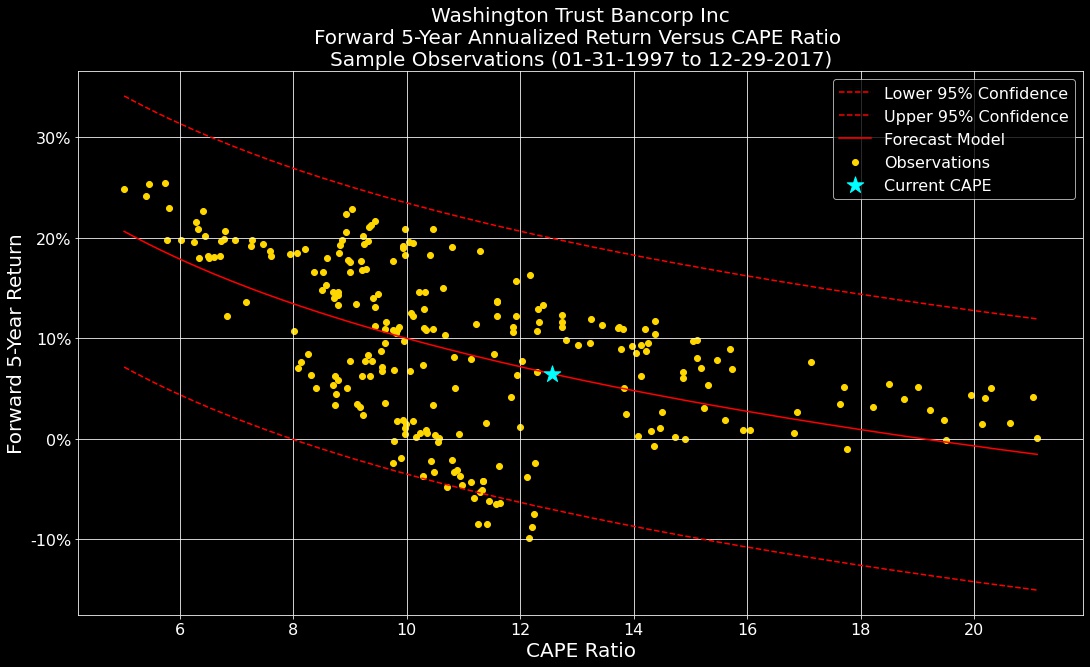 Washington Trust Bancorp Inc
Forward 5-Year Annualized Return Versus CAPE Ratio
Sample Observations (01-31-1997 to 12-29-2017)
Lower 95% Confidence
Upper 95% Confidence
Forecast Model
Observations
Current CAPE
Forward 5-Year Return
30%
20%
10%
0%
-10%
6 8 10 12 14 16 18 20
CAPE Ratio